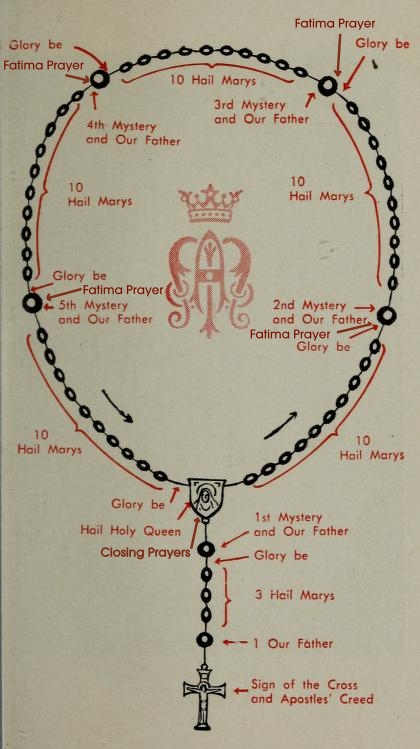 Fatima Prayer
Glory be
Glory be
Fatima Prayer
10 Hail Marys
3rd Mystery
and Our Father
4th Mystery
and Our Father
10
Hail Marys
10
Hail Marys
Glory be
Fatima Prayer
5th Mystery
and Our Father
2nd Mystery
and Our Father
Fatima Prayer
Glory be
10
Hail Marys
10
Hail Marys
Glory be
Hail Holy Queen
Closing Prayers
1st Mystery
and Our Father
Glory be
3 Hail Marys
1 Our Father
Sign of the Cross
and Apostles' Creed